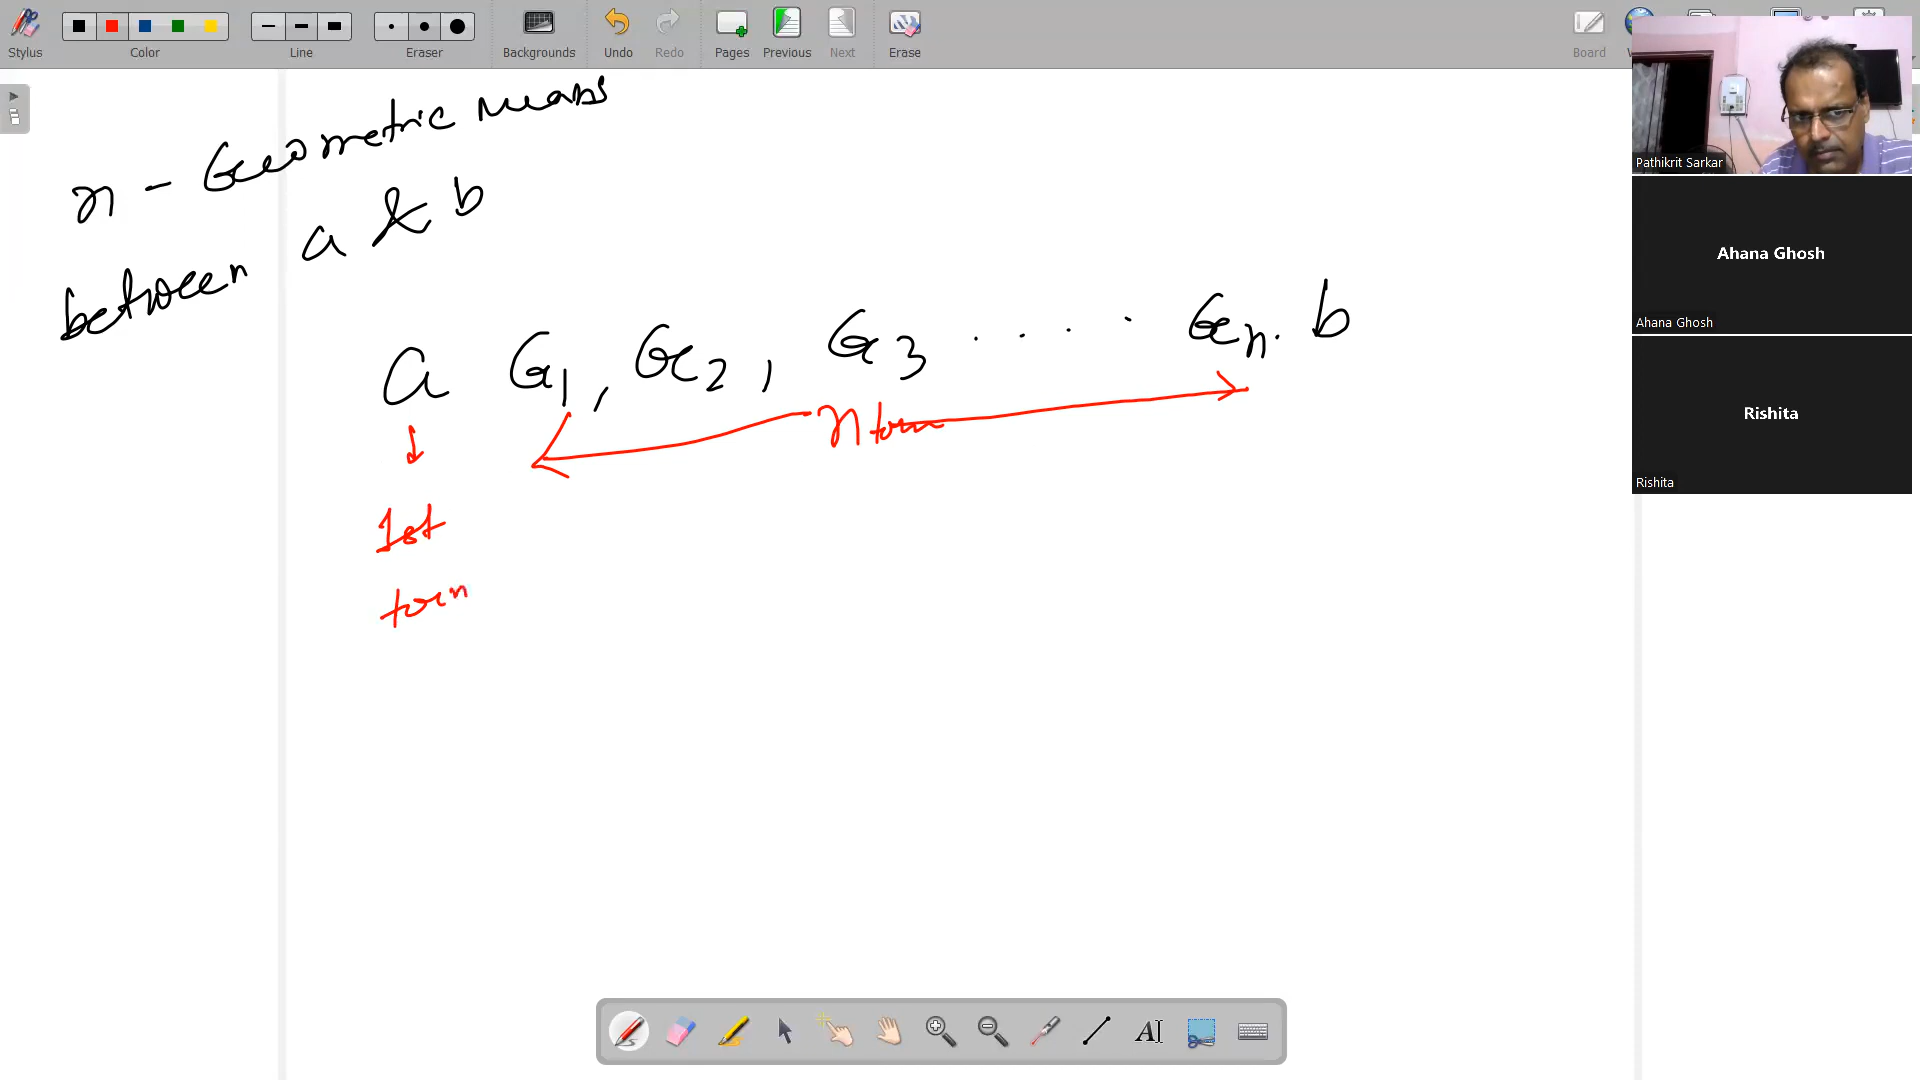 Stylus Color Line Eraser Backgrounds Undo Redo Pages Previous Next Erase Board
n - Geometric means
between a & b
a G₁, G₂, G₃ . . . . Gₙ. b
n term
1st
term
Pathikrit Sarkar
Ahana Ghosh
Ahana Ghosh
Rishita
Rishita